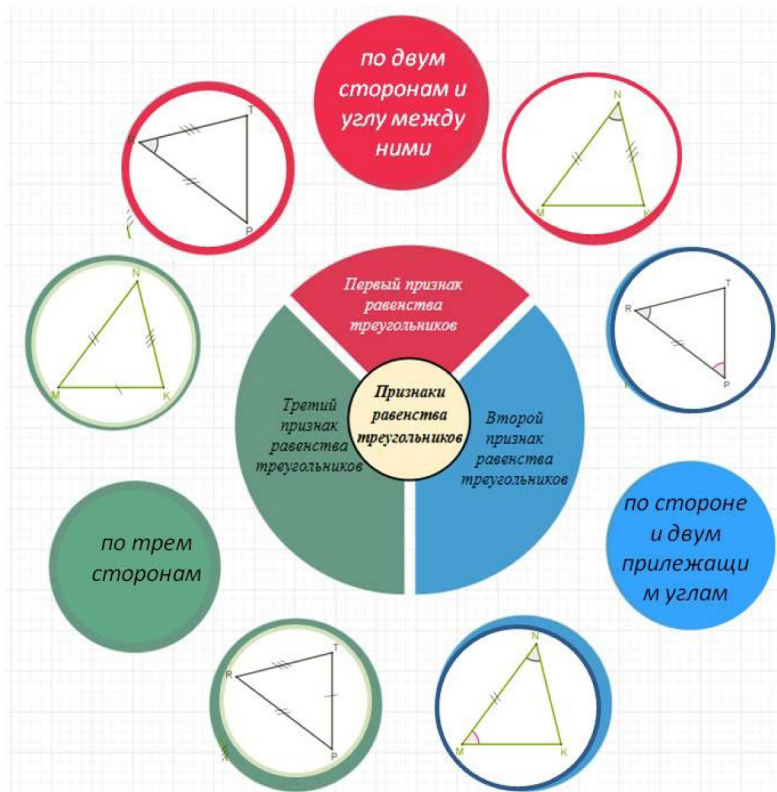 по двум
сторонам и
углу между
ними
T
P
N
M
K
Первый признак
равенства
треугольников
N
M
K
T
R
P
Признаки
равенства
треугольников
Третий
признак
равенства
треугольников
Второй
признак
равенства
треугольников
по трем
сторонам
по стороне
и двум
прилежащи
м углам
T
R
P
N
M
K